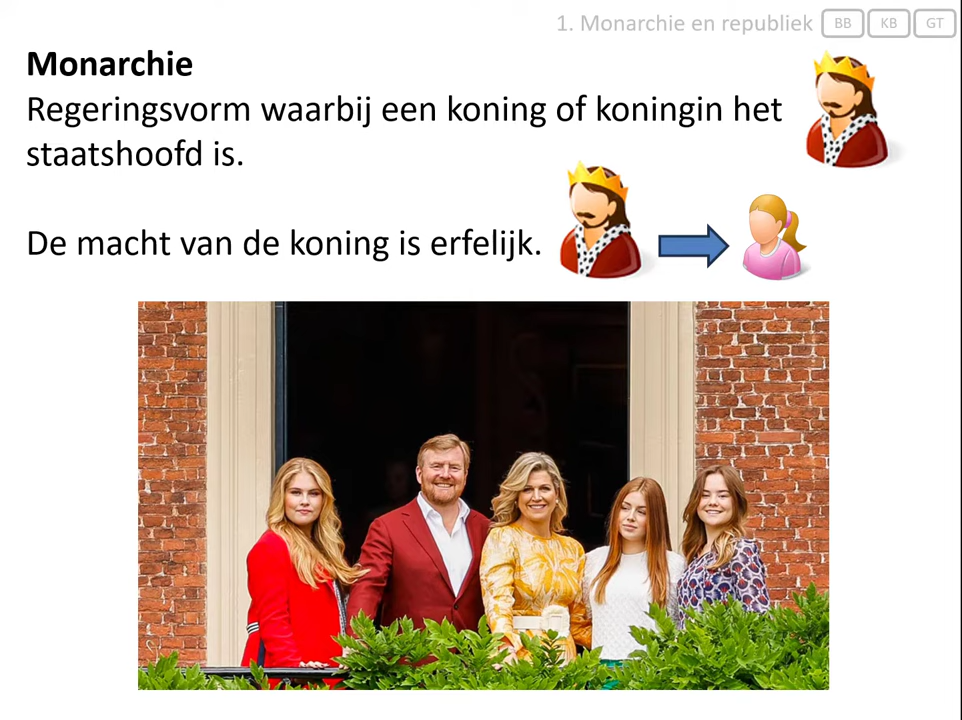 1. Monarchie en republiek BB KB GT
Monarchie
Regeringsvorm waarbij een koning of koningin het
staatshoofd is.
De macht van de koning is erfelijk.